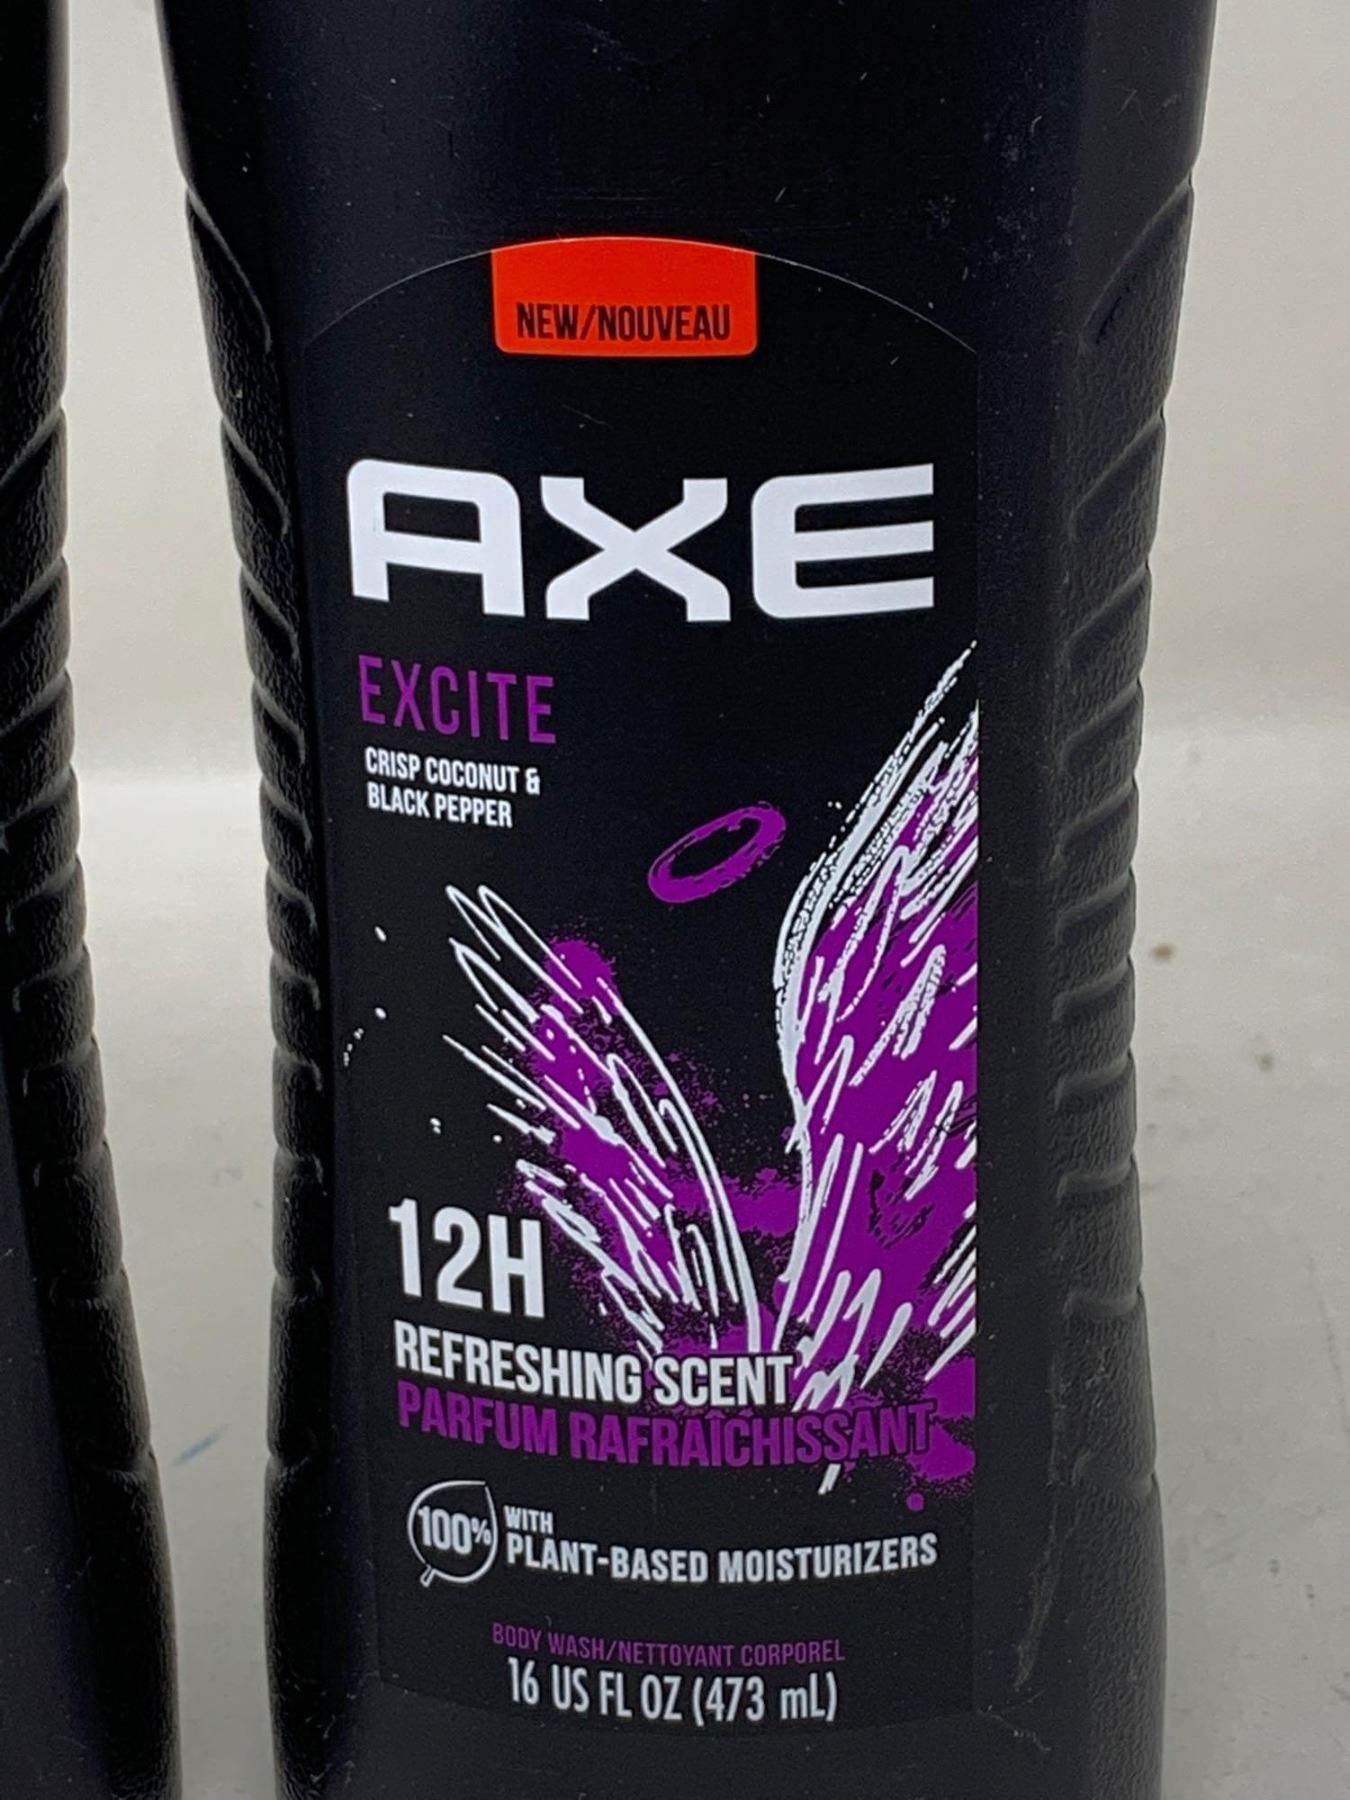 NEW/NOUVEAU
AXE
EXCITE
CRISP COCONUT &
BLACK PEPPER
12H
REFRESHING SCENT
PARFUM RAFRAÎCHISSANT
100% WITH
PLANT-BASED MOISTURIZERS
BODY WASH/NETTOYANT CORPOREL
16 US FL OZ (473 mL)